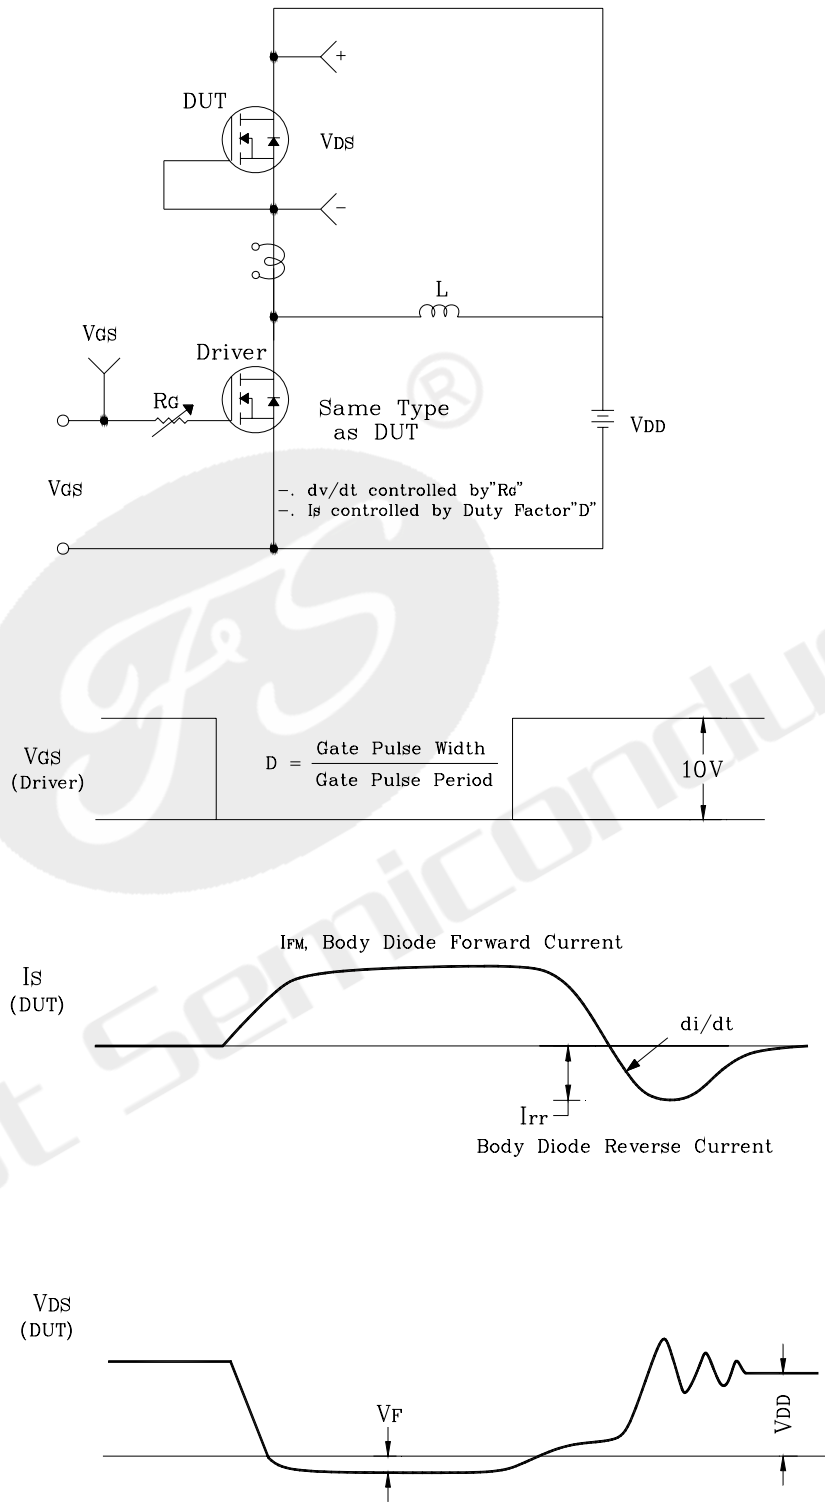 +
DUT
VDS
−
L
VGS
Driver
RG
Same Type
as DUT
VDD
VGS
−. dv/dt controlled by"RG"
−. Is controlled by Duty Factor"D"
®
FS
VGS
(Driver)
D = Gate Pulse Width
Gate Pulse Period
10V
IFM, Body Diode Forward Current
IS
(DUT)
di/dt
Irr
Body Diode Reverse Current
VDS
(DUT)
VF
VDD